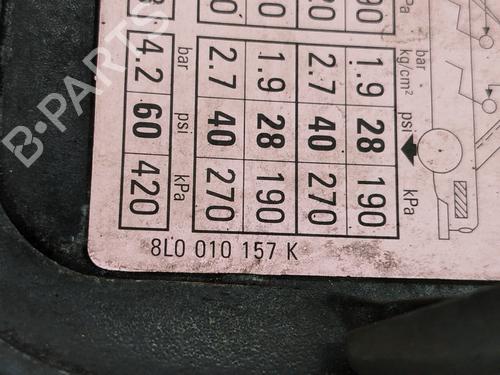 B-PARTS
bar
kg/cm²
psi
kPa
1.9 28 190
2.7 40 270
1.9 28 190
2.7 40 270
bar psi kPa
4.2 60 420
8L0 010 157 K